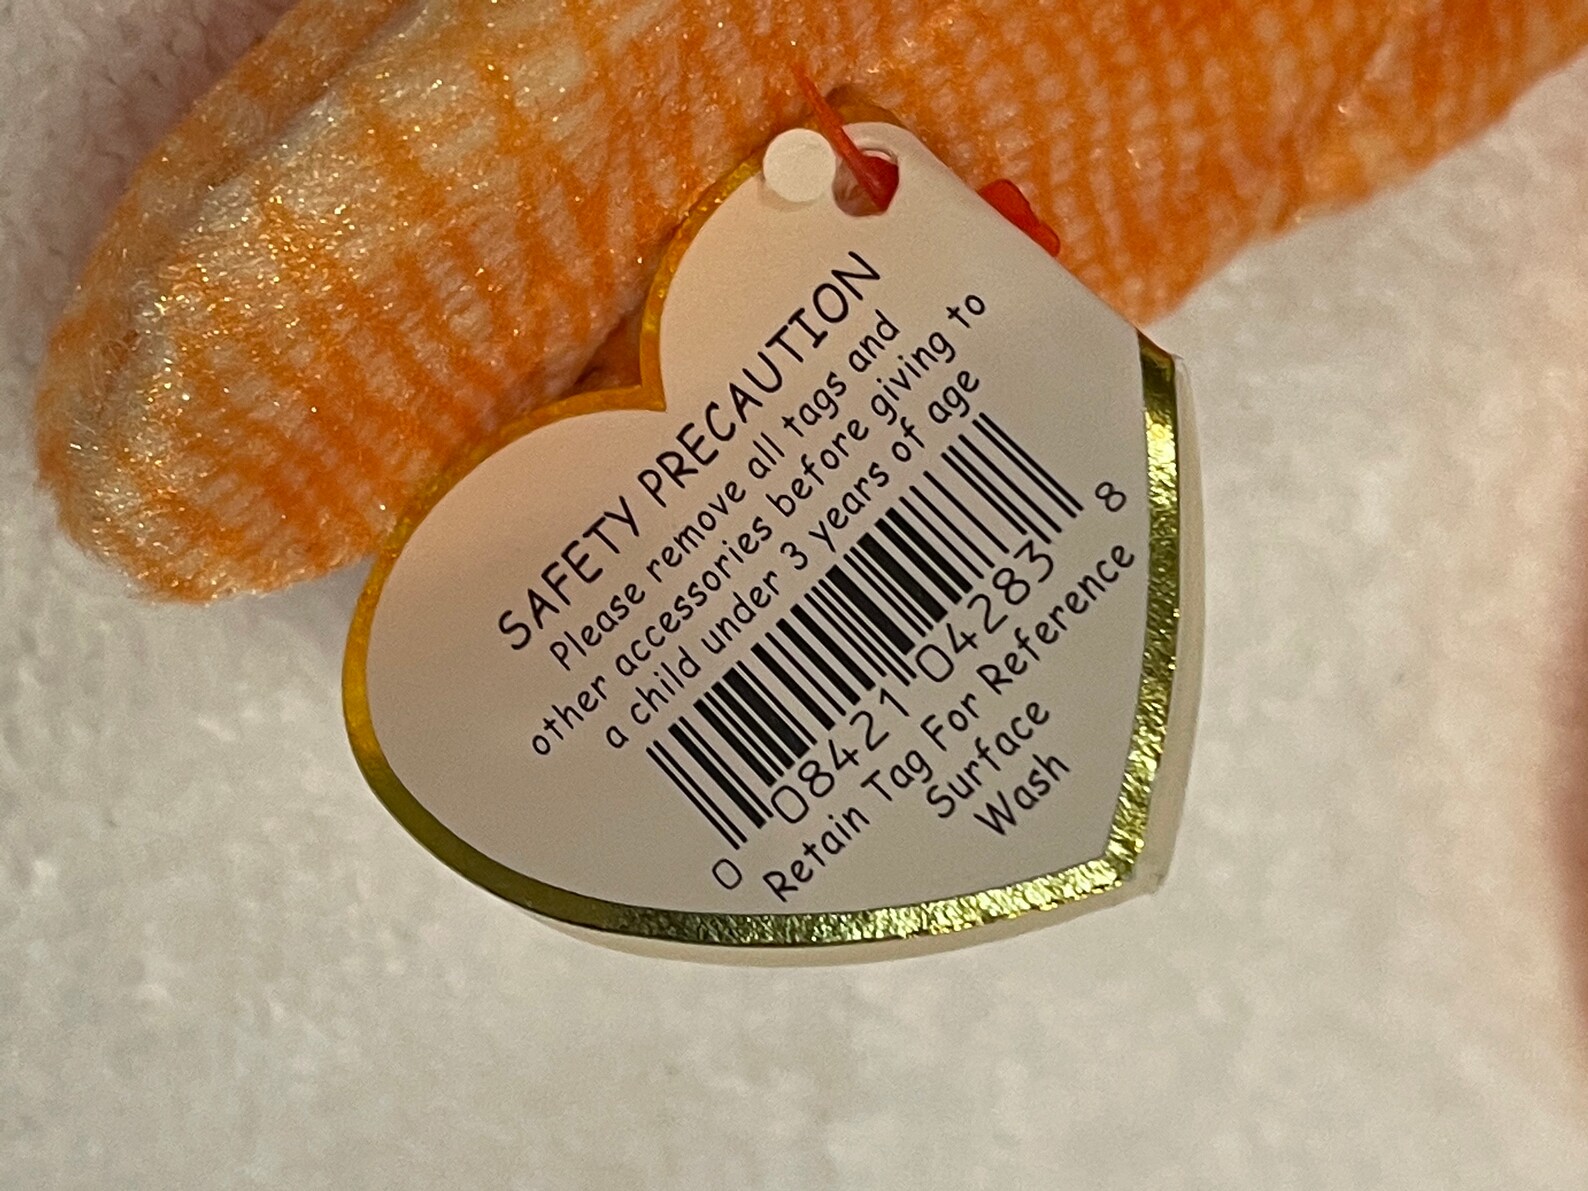 SAFETY PRECAUTION
Please remove all tags and
other accessories before giving to
a child under 3 years of age
0 08421 04283 8
Retain Tag For Reference
Surface
Wash